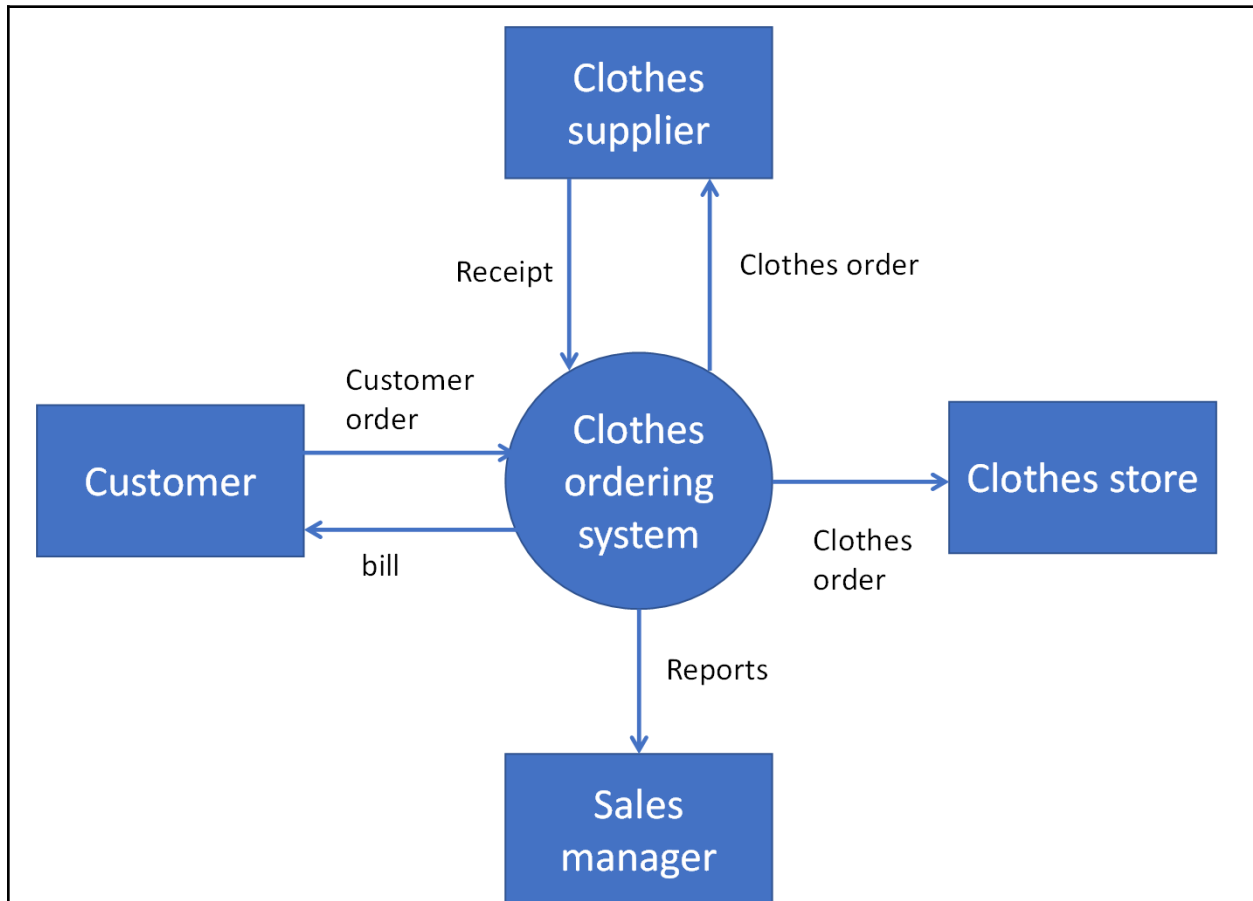 Clothes
supplier
Receipt
Clothes order
Customer
order
Customer
bill
Clothes
ordering
system
Clothes store
Clothes
order
Reports
Sales
manager